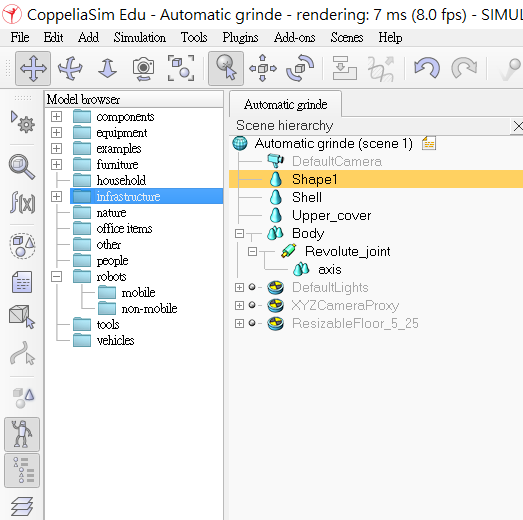 CoppeliaSim Edu - Automatic grinde - rendering: 7 ms (8.0 fps) - SIMUL
File Edit Add Simulation Tools Plugins Add-ons Scenes Help
Model browser
components
equipment
examples
furniture
household
infrastructure
nature
office items
other
people
robots
mobile
non-mobile
tools
vehicles
Automatic grinde
Scene hierarchy
Automatic grinde (scene 1)
DefaultCamera
Shape1
Shell
Upper_cover
Body
Revolute_joint
axis
DefaultLights
XYZCameraProxy
ResizableFloor_5_25
f(x)